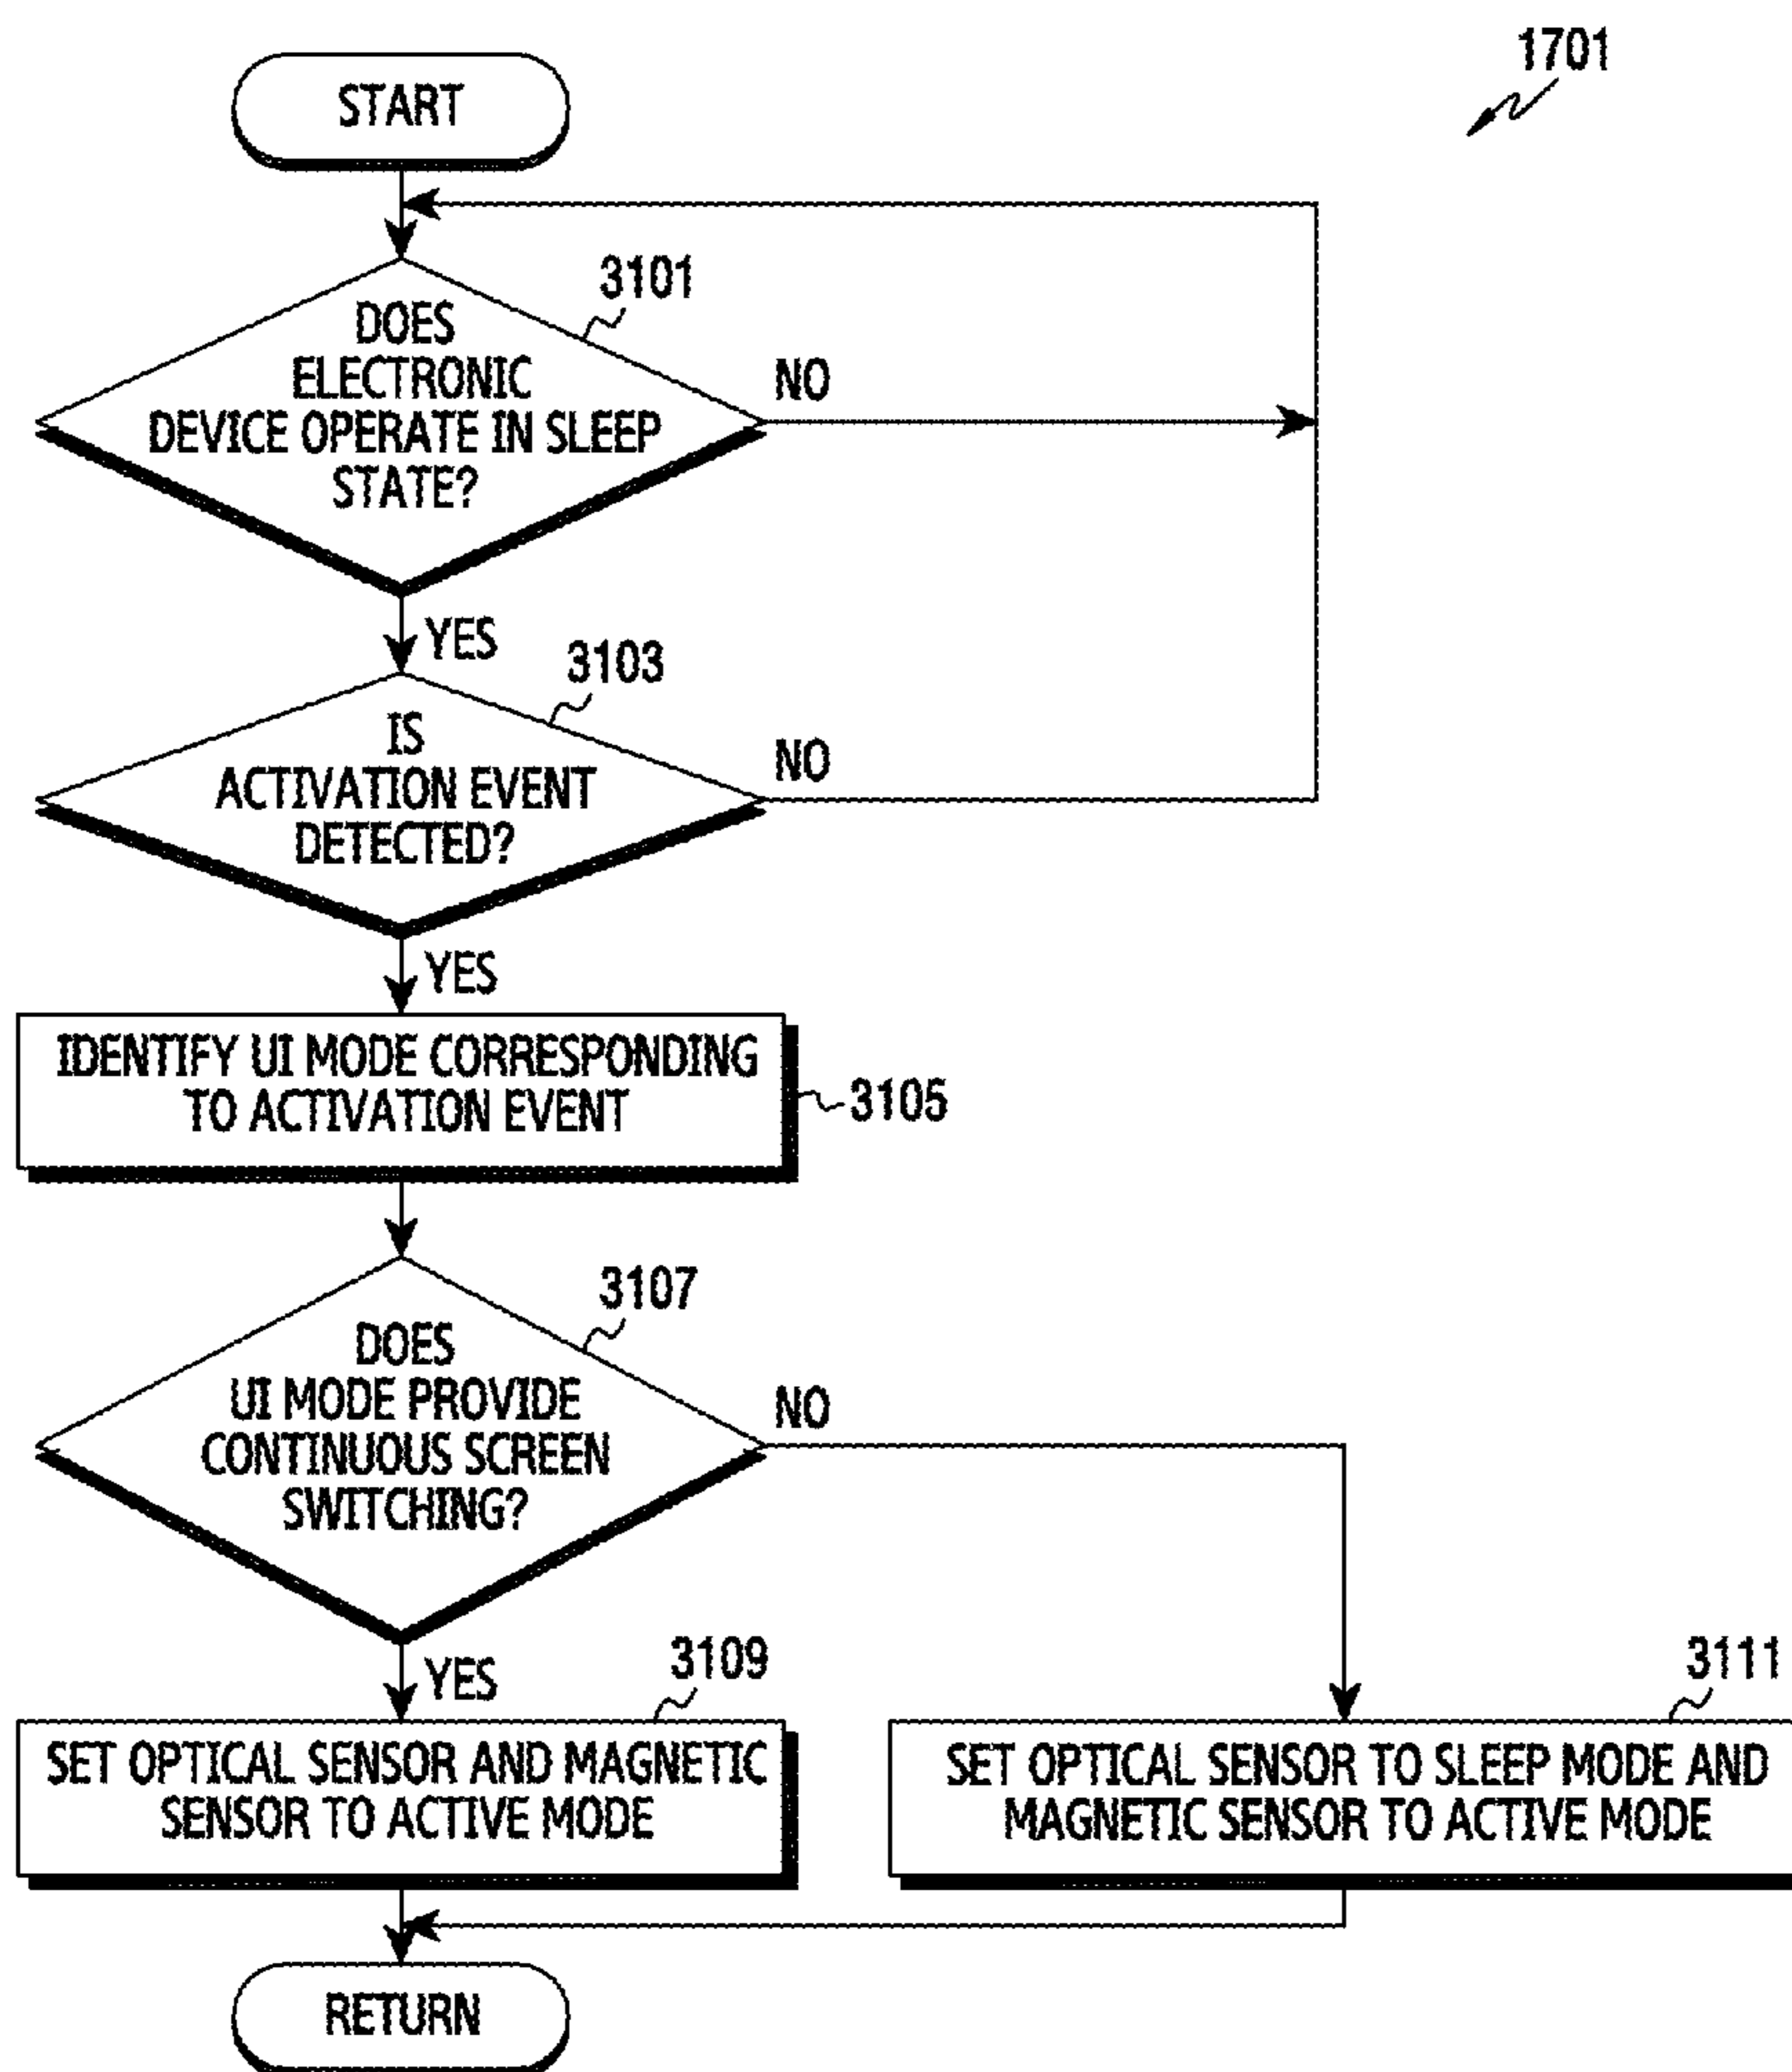 1701
START
3101
DOES
ELECTRONIC
DEVICE OPERATE IN SLEEP
STATE?
NO
YES
3103
IS
ACTIVATION EVENT
DETECTED?
NO
YES
IDENTIFY UI MODE CORRESPONDING
TO ACTIVATION EVENT
3105
3107
DOES
UI MODE PROVIDE
CONTINUOUS SCREEN
SWITCHING?
NO
YES
3109
SET OPTICAL SENSOR AND MAGNETIC
SENSOR TO ACTIVE MODE
3111
SET OPTICAL SENSOR TO SLEEP MODE AND
MAGNETIC SENSOR TO ACTIVE MODE
RETURN